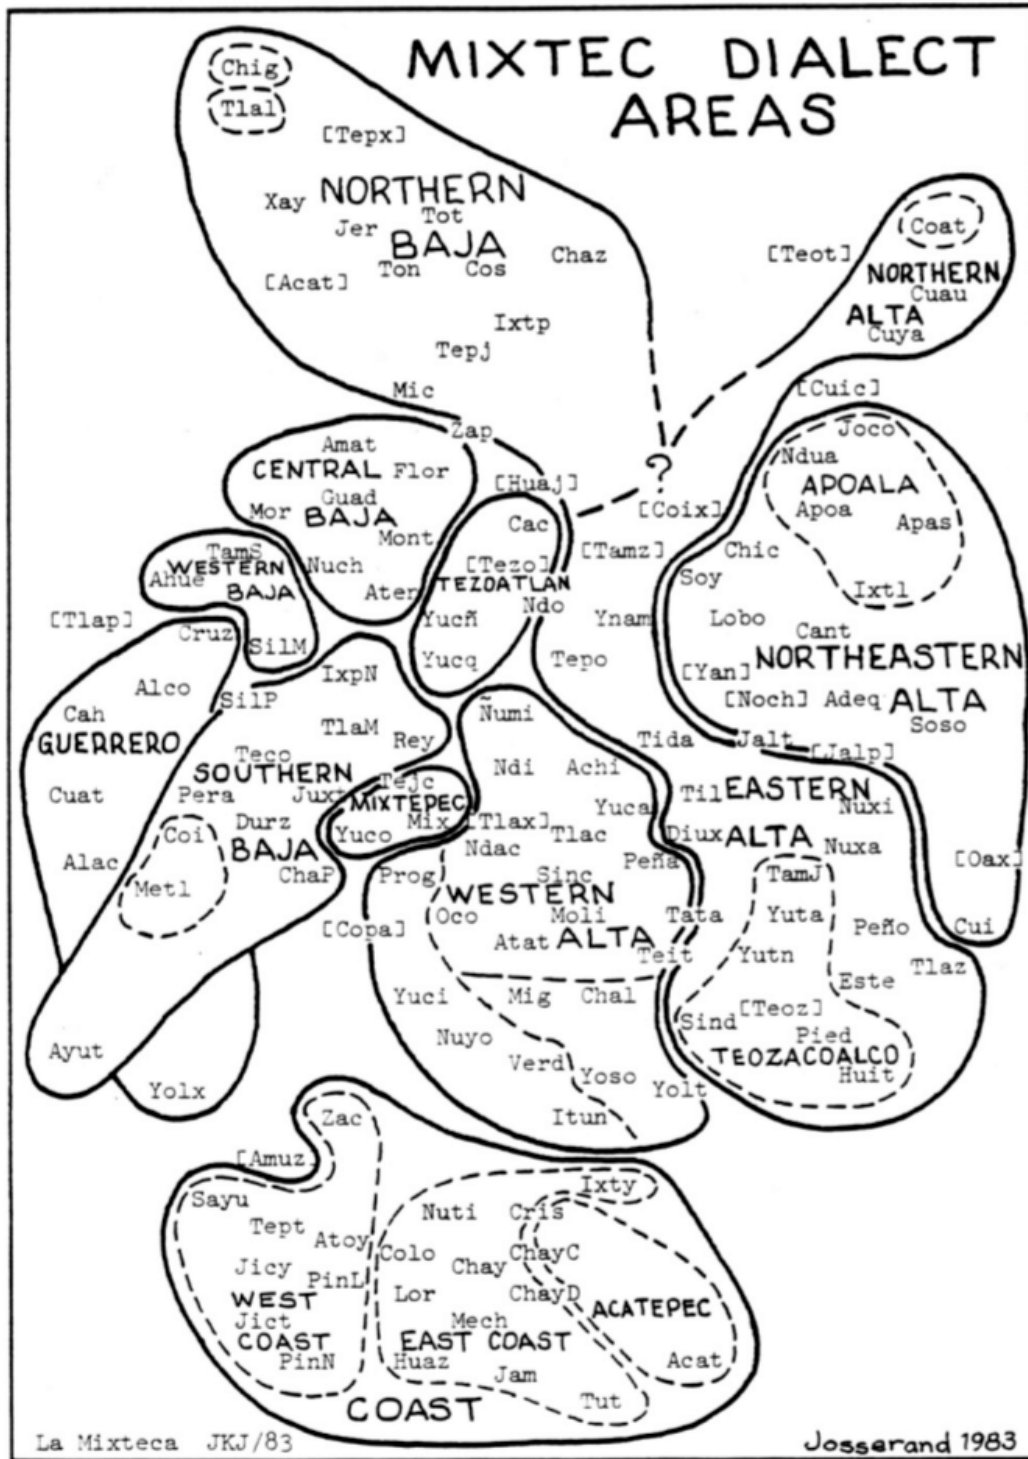 MIXTEC DIALECT
AREAS
Chig
Tlal
[Tepx]
NORTHERN
Xay
Tot
Jer
BAJA
Chaz
[Acat]
Ton
Cos
Ixtp
Tepj
Mic
Coat
[Teot]
NORTHERN
Cuau
ALTA
Cuya
[Cuic]
Zap
Amat
CENTRAL
Flor
Guad
Mor
BAJA
Mont
Nuch
Aten
[Huaj]
?
[Coix]
Cac
[Tamz]
[Tezo]
TEZOATLAN
Ndo
Yucñ
Yucq
Ynam
Tepo
Joco
Ndua
APOALA
Apoa
Apas
Ixtl
Chic
Soy
Lobo
Cant
[Yan]
NORTHEASTERN
[Noch]
Adeq
ALTA
Soso
Jalt
[Jalp]
TamS
WESTERN
Ahue
BAJA
[Tlap]
Cruz
SilM
Alco
SilP
IxpN
Cah
GUERRERO
TlaM
Rey
Teco
SOUTHERN
Tejc
Cuat
Pera
Juxt
MIXTEPEC
Coi
Durz
Yuco
Mix
BAJA
Alac
Metl
ChaP
Ñumi
Ndi
Achi
Tida
Yuca
[Tlax]
Tlac
Ndac
Peña
Prog
Sinc
WESTERN
Oco
Moli
Tata
[Copa]
Atat
ALTA
Teit
Yuci
Mig
Chal
Nuyo
Verd
Yoso
Yolt
Itun
Til
EASTERN
Nuxi
Diux
ALTA
Nuxa
[Oax]
TamJ
Yuta
Peño
Cui
Yutn
Tlaz
Este
[Teoz]
Sind
Pied
TEOZACOALCO
Huit
Ayut
Yolx
Zac
[Amuz]
Sayu
Tept
Atoy
Jicy
PinL
WEST
Jict
COAST
PinN
Ixty
Nuti
Cris
Colo
ChayC
Chay
Lor
ChayD
ACATEPEC
Mech
EAST COAST
Huaz
Jam
Acat
Tut
COAST
La Mixteca JKJ/83
Josserand 1983